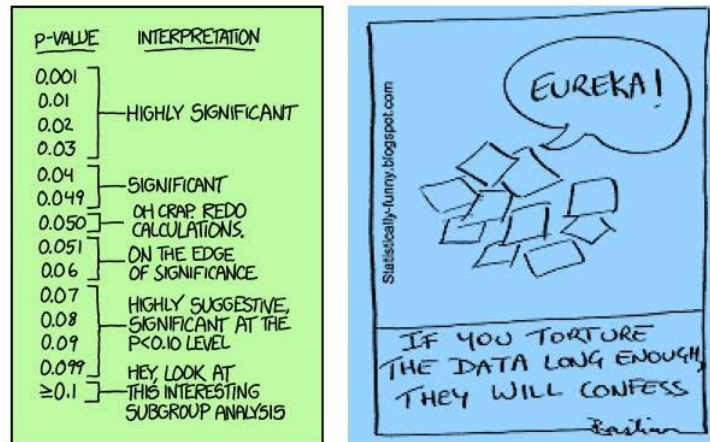 P-VALUE INTERPRETATION
0.001
0.01
0.02
0.03
HIGHLY SIGNIFICANT
0.04
0.049
SIGNIFICANT
0.050
OH CRAP. REDO
CALCULATIONS.
0.051
0.06
ON THE EDGE
OF SIGNIFICANCE
0.07
0.08
0.09
0.099
HIGHLY SUGGESTIVE,
SIGNIFICANT AT THE
P<0.10 LEVEL
≥0.1
HEY, LOOK AT
THIS INTERESTING
SUBGROUP ANALYSIS
Statistically-funny.blogspot.com
EUREKA!
IF YOU TORTURE
THE DATA LONG ENOUGH,
THEY WILL CONFESS
Bastian